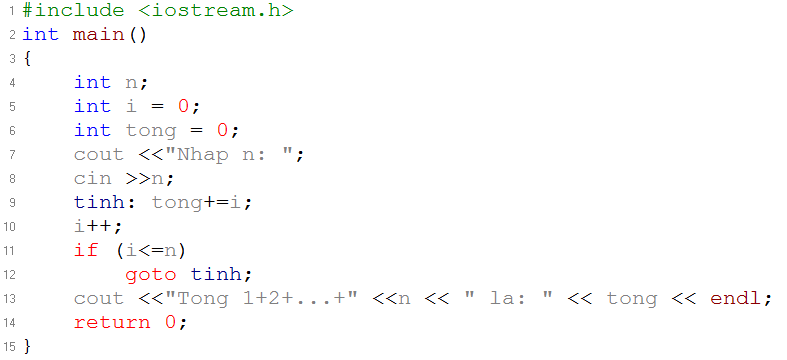 1 #include <iostream.h>
2 int main()
3 {
4 int n;
5 int i = 0;
6 int tong = 0;
7 cout <<"Nhap n: ";
8 cin >>n;
9 tinh: tong+=i;
10 i++;
11 if (i<=n)
12 goto tinh;
13 cout <<"Tong 1+2+...+" <<n << " la: " << tong << endl;
14 return 0;
15 }